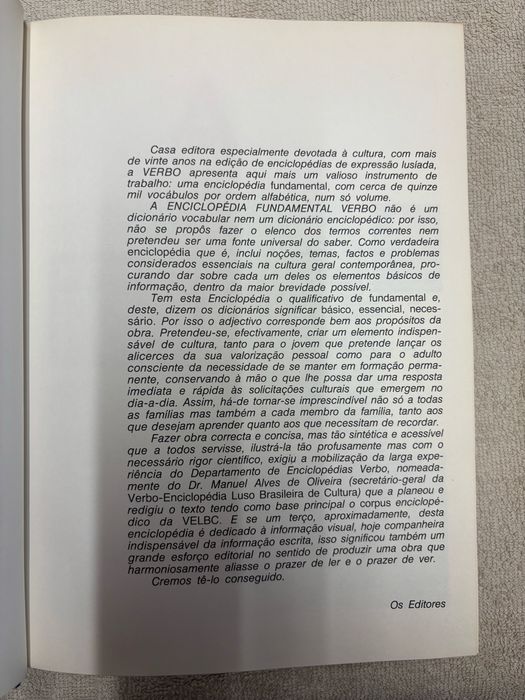 Casa editora especialmente devotada à cultura, com mais
de vinte anos na edição de enciclopédias de expressão lusíada,
a VERBO apresenta aqui mais um valioso instrumento de
trabalho: uma enciclopédia fundamental, com cerca de quinze
mil vocábulos por ordem alfabética, num só volume.
A ENCICLOPÉDIA FUNDAMENTAL VERBO não é um
dicionário vocabular nem um dicionário enciclopédico: por isso,
não se propôs fazer o elenco dos termos correntes nem
pretendeu ser uma fonte universal do saber. Como verdadeira
enciclopédia que é, inclui noções, temas, factos e problemas
considerados essenciais na cultura geral contemporânea, pro-
curando dar sobre cada um deles os elementos básicos de
informação, dentro da maior brevidade possível.
Tem esta Enciclopédia o qualificativo de fundamental e,
deste, dizem os dicionários significar básico, essencial, neces-
sário. Por isso o adjectivo corresponde bem aos propósitos da
obra. Pretendeu-se, efectivamente, criar um elemento indispen-
sável de cultura, tanto para o jovem que pretende lançar os
alicerces da sua valorização pessoal como para o adulto
consciente da necessidade de se manter em formação perma-
nente, conservando à mão o que lhe possa dar uma resposta
imediata e rápida às solicitações culturais que emergem no
dia-a-dia. Assim, há-de tornar-se imprescindível não só a todas
as famílias mas também a cada membro da família, tanto aos
que desejam aprender quanto aos que necessitam de recordar.
Fazer obra correcta e concisa, mas tão sintética e acessível
que a todos servisse, ilustrá-la tão profusamente mas com o
necessário rigor científico, exigiu a mobilização da larga expe-
riência do Departamento de Enciclopédias Verbo, nomeada-
mente do Dr. Manuel Alves de Oliveira (secretário-geral da
Verbo-Enciclopédia Luso Brasileira de Cultura) que a planeou e
redigiu o texto tendo como base principal o corpus enciclopé-
dico da VELBC. E se um terço, aproximadamente, desta
enciclopédia é dedicado à informação visual, hoje companheira
indispensável da informação escrita, isso significou também um
grande esforço editorial no sentido de produzir uma obra que
harmoniosamente aliasse o prazer de ler e o prazer de ver.
Cremos tê-lo conseguido.
Os Editores